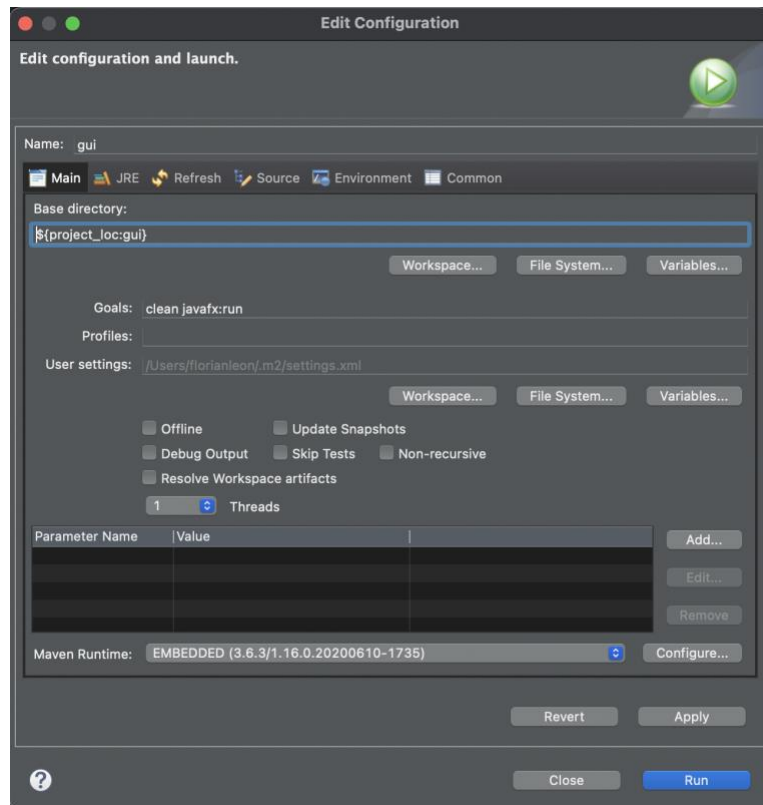 Edit Configuration
Edit configuration and launch.
Name: gui
Main JRE Refresh Source Environment Common
Base directory:
${project_loc:gui}
Workspace... File System... Variables...
Goals: clean javafx:run
Profiles:
User settings: /Users/florianleon/.m2/settings.xml
Workspace... File System... Variables...
Offline Update Snapshots
Debug Output Skip Tests Non-recursive
Resolve Workspace artifacts
1 Threads
Parameter Name Value Add...
Edit...
Remove
Maven Runtime: EMBEDDED (3.6.3/1.16.0.20200610-1735) Configure...
Revert Apply
? Close Run